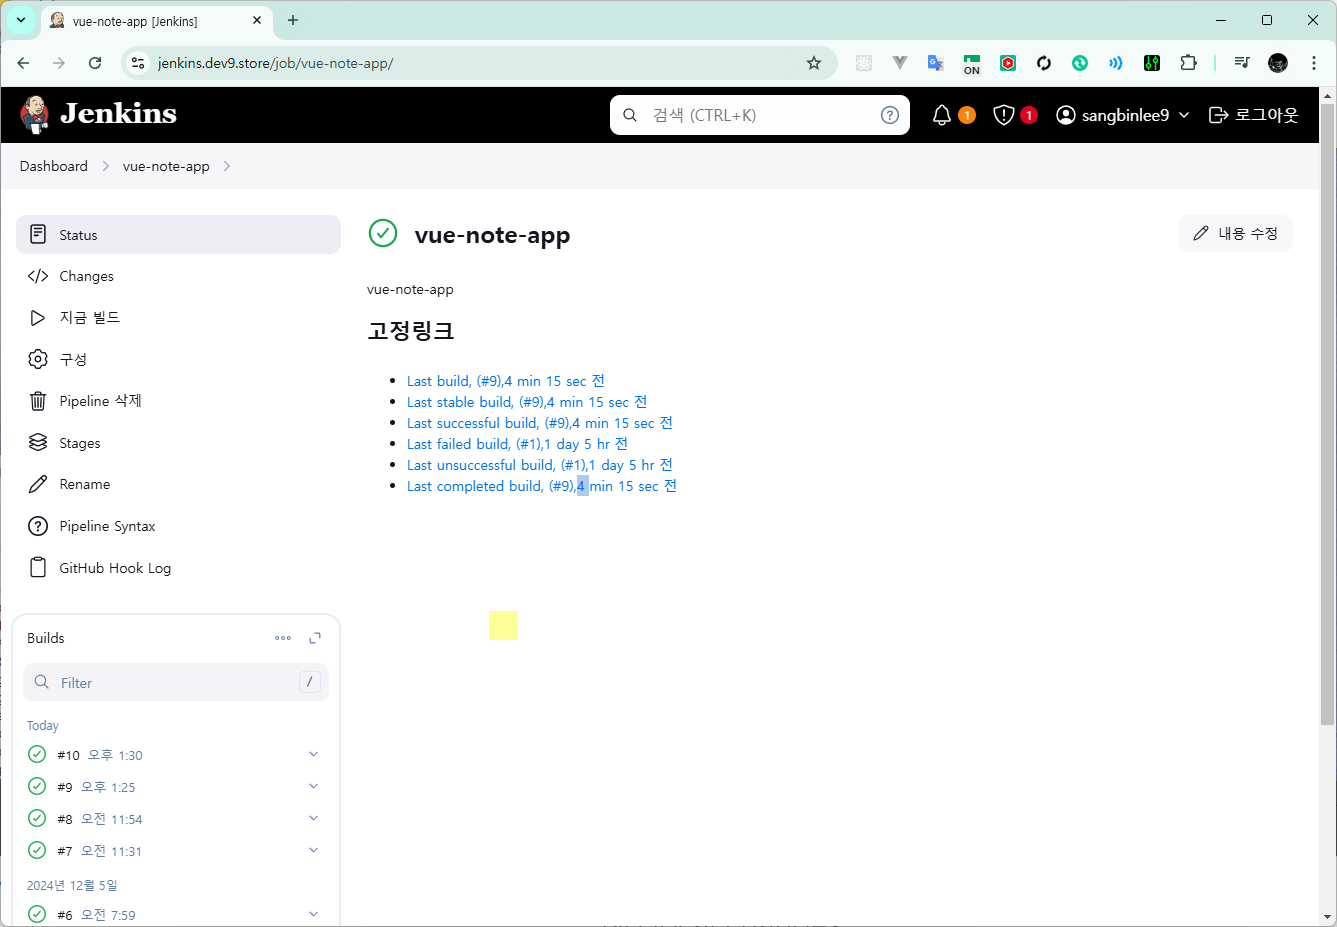 vue-note-app [Jenkins]
jenkins.dev9.store/job/vue-note-app/
ON
Jenkins
검색 (CTRL+K)
?
1
1
sangbinlee9
로그아웃
Dashboard
vue-note-app
Status
Changes
지금 빌드
구성
Pipeline 삭제
Stages
Rename
Pipeline Syntax
GitHub Hook Log
vue-note-app
내용 수정
vue-note-app
고정링크
Last build, (#9),4 min 15 sec 전
Last stable build, (#9),4 min 15 sec 전
Last successful build, (#9),4 min 15 sec 전
Last failed build, (#1),1 day 5 hr 전
Last unsuccessful build, (#1),1 day 5 hr 전
Last completed build, (#9),4 min 15 sec 전
Builds
Filter
/
Today
#10 오후 1:30
#9 오후 1:25
#8 오전 11:54
#7 오전 11:31
2024년 12월 5일
#6 오전 7:59